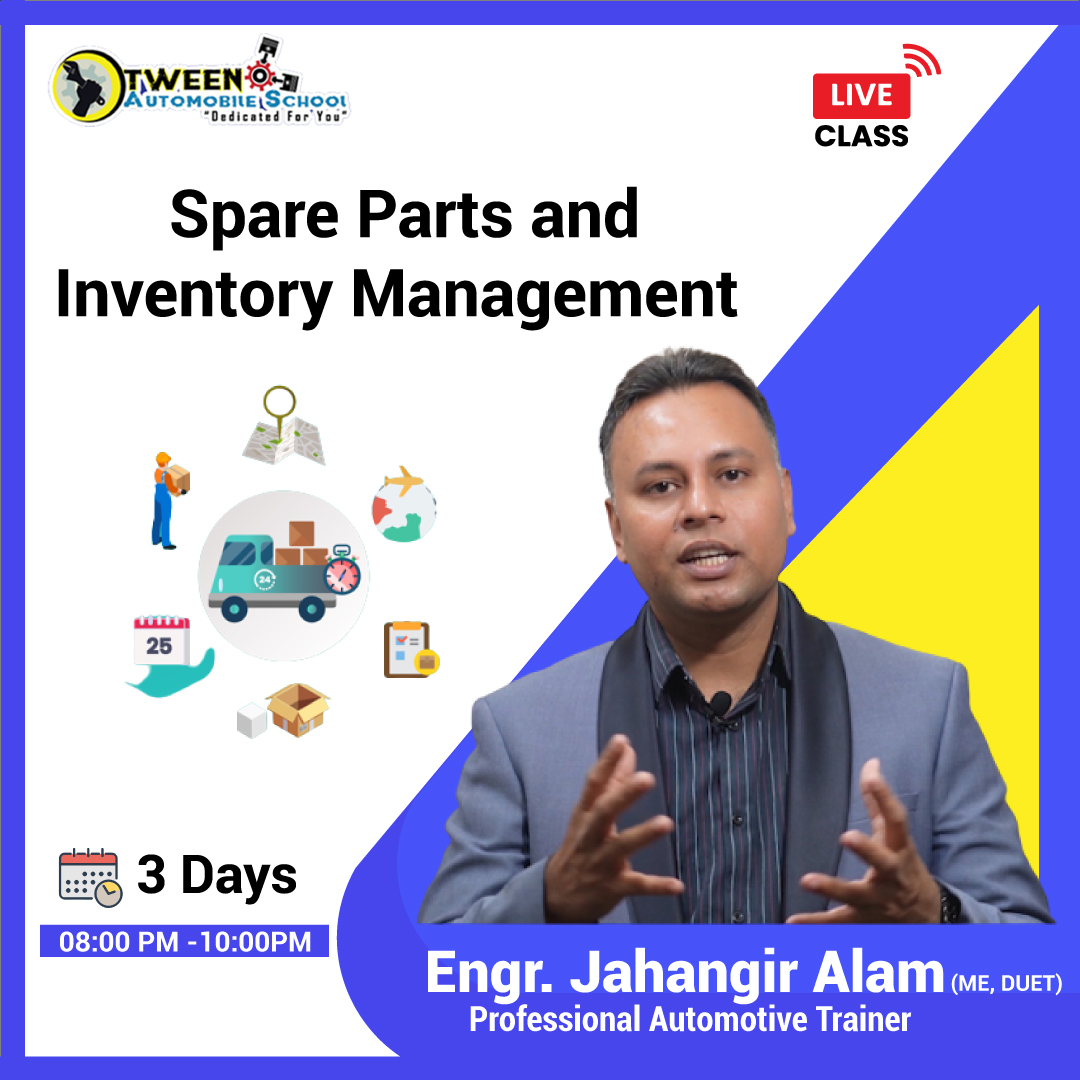 TWEEN
AUTOMOBILE SCHOOL
"Dedicated For You"
LIVE
CLASS
Spare Parts and
Inventory Management
24
25
3 Days
08:00 PM -10:00PM
Engr. Jahangir Alam (ME, DUET)
Professional Automotive Trainer